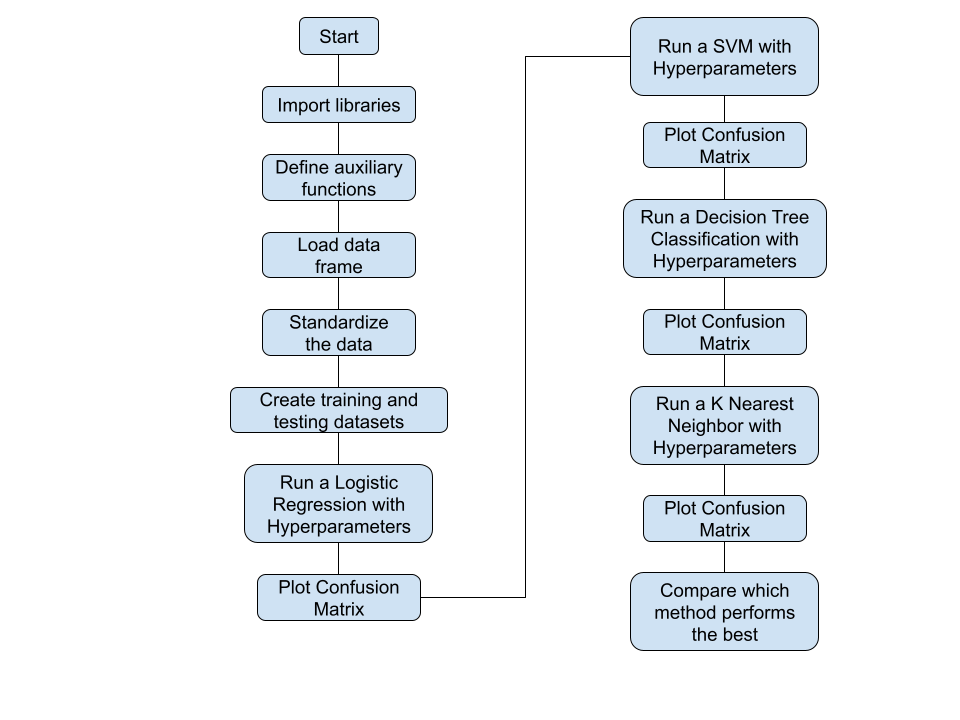 Start
Import libraries
Define auxiliary
functions
Load data
frame
Standardize
the data
Create training and
testing datasets
Run a Logistic
Regression with
Hyperparameters
Plot Confusion
Matrix
Run a SVM with
Hyperparameters
Plot Confusion
Matrix
Run a Decision Tree
Classification with
Hyperparameters
Plot Confusion
Matrix
Run a K Nearest
Neighbor with
Hyperparameters
Plot Confusion
Matrix
Compare which
method performs
the best